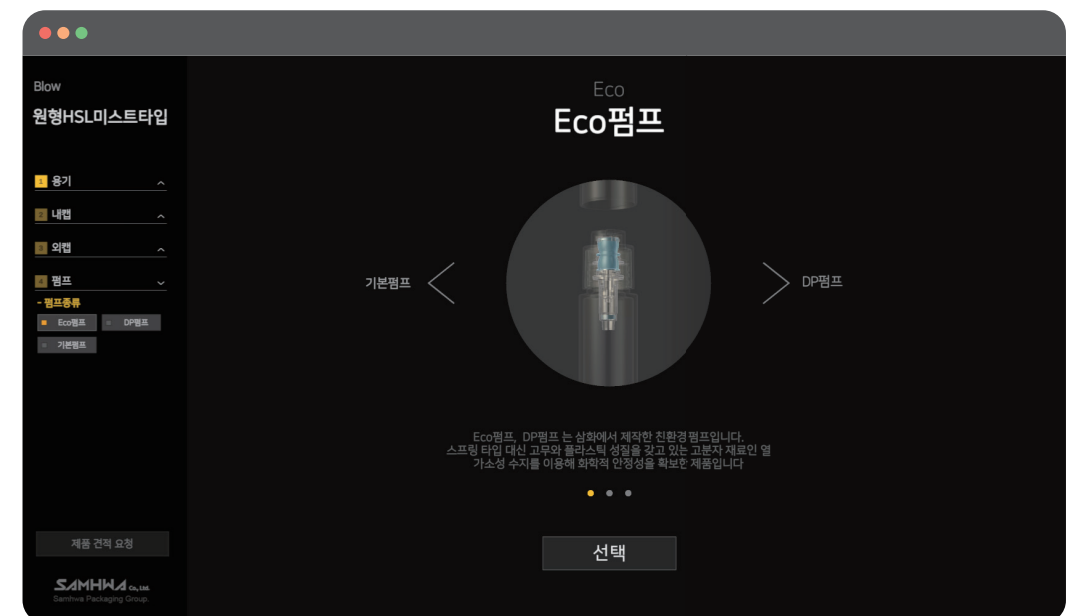 Blow
원형HSL미스트타입
1 용기
2 내캡
3 외캡
4 펌프
- 펌프종류
Eco펌프
DP펌프
기본펌프
제품 견적 요청
SAMHWA Co., Ltd.
Samhwa Packaging Group.
Eco
Eco펌프
기본펌프
DP펌프
Eco펌프, DP펌프 는 삼화에서 제작한 친환경펌프입니다.
스프링 타입 대신 고무와 플라스틱 성질을 갖고 있는 고분자 재료인 열
가소성 수지를 이용해 화학적 안정성을 확보한 제품입니다
선택